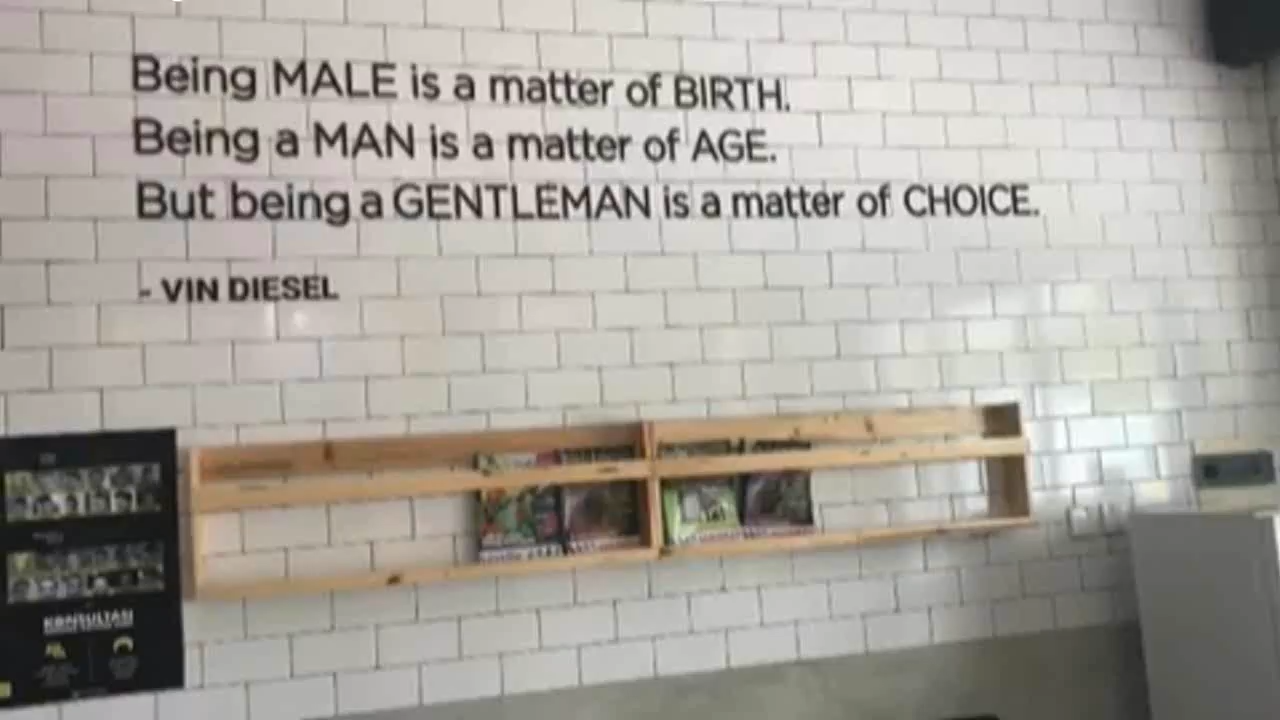 Being MALE is a matter of BIRTH.
Being a MAN is a matter of AGE.
But being a GENTLEMAN is a matter of CHOICE.
- VIN DIESEL
KONSULTASI